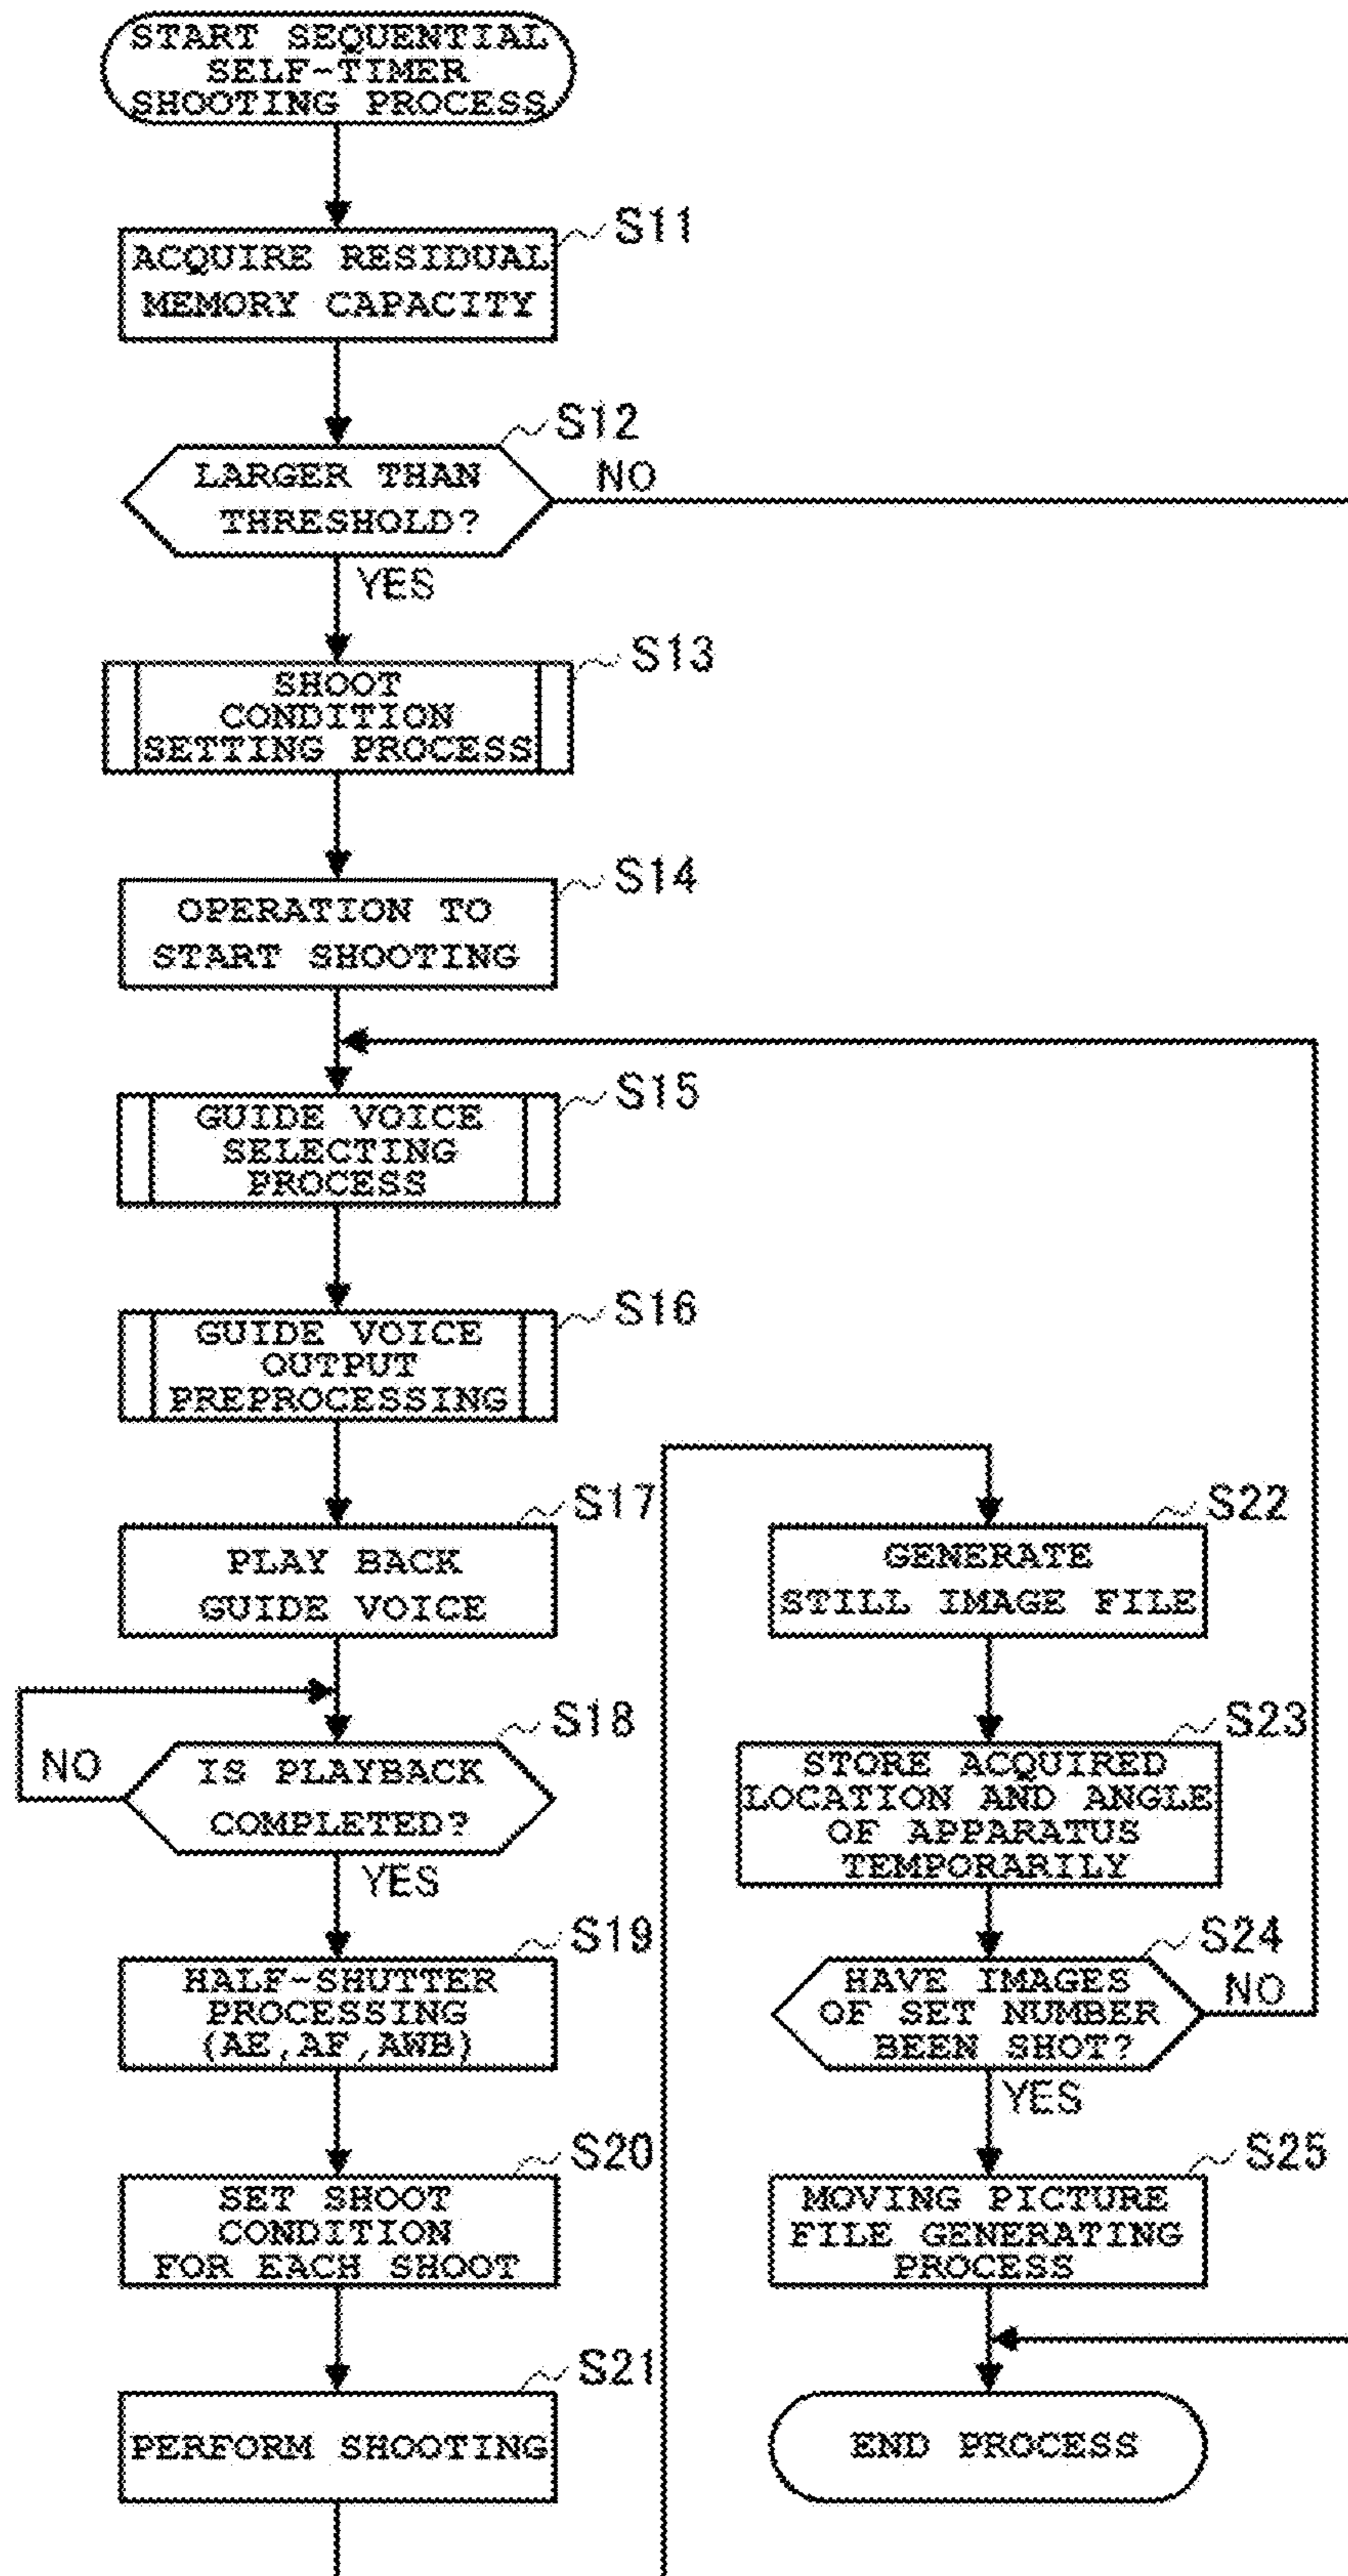 START SEQUENTIAL
SELF-TIMER
SHOOTING PROCESS
S11
ACQUIRE RESIDUAL
MEMORY CAPACITY
S12
LARGER THAN
THRESHOLD?
NO
YES
S13
SHOOT
CONDITION
SETTING PROCESS
S14
OPERATION TO
START SHOOTING
S15
GUIDE VOICE
SELECTING
PROCESS
S16
GUIDE VOICE
OUTPUT
PREPROCESSING
S17
PLAY BACK
GUIDE VOICE
S18
IS PLAYBACK
COMPLETED?
NO
YES
S19
HALF-SHUTTER
PROCESSING
(AE,AF,AWB)
S20
SET SHOOT
CONDITION
FOR EACH SHOOT
S21
PERFORM SHOOTING
S22
GENERATE
STILL IMAGE FILE
S23
STORE ACQUIRED
LOCATION AND ANGLE
OF APPARATUS
TEMPORARILY
S24
HAVE IMAGES
OF SET NUMBER
BEEN SHOT?
NO
YES
S25
MOVING PICTURE
FILE GENERATING
PROCESS
END PROCESS